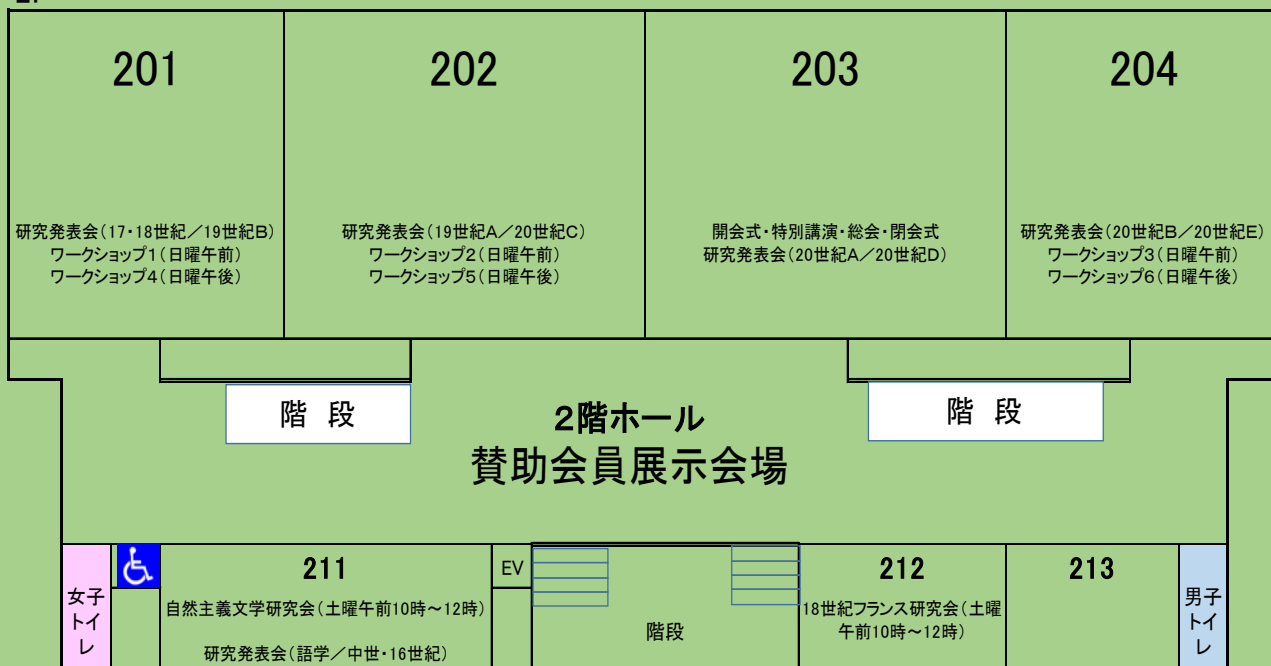 201
研究発表会(17・18世紀／19世紀B)
ワークショップ1(日曜午前)
ワークショップ4(日曜午後)
202
研究発表会(19世紀A／20世紀C)
ワークショップ2(日曜午前)
ワークショップ5(日曜午後)
203
開会式・特別講演・総会・閉会式
研究発表会(20世紀A／20世紀D)
204
研究発表会(20世紀B／20世紀E)
ワークショップ3(日曜午前)
ワークショップ6(日曜午後)
階 段
2階ホール
賛助会員展示会場
階 段
女子
トイ
レ
211
自然主義文学研究会(土曜午前10時～12時)
研究発表会(語学／中世・16世紀)
EV
階段
212
18世紀フランス研究会(土曜
午前10時～12時)
213
男子
トイ
レ